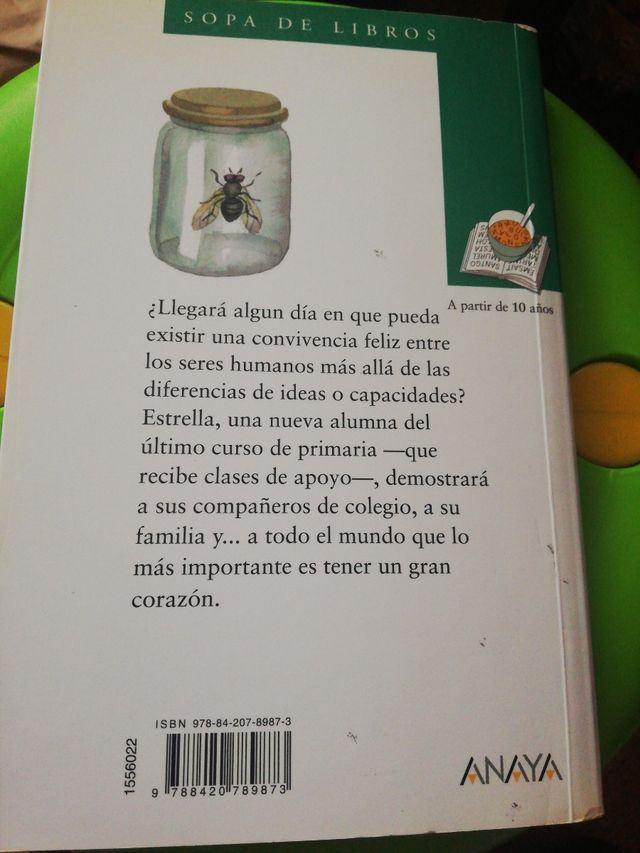 SOPA DE LIBROS
A partir de 10 años
¿Llegará algun día en que pueda
existir una convivencia feliz entre
los seres humanos más allá de las
diferencias de ideas o capacidades?
Estrella, una nueva alumna del
último curso de primaria —que
recibe clases de apoyo—, demostrará
a sus compañeros de colegio, a su
familia y... a todo el mundo que lo
más importante es tener un gran
corazón.
ISBN 978-84-207-8987-3
1556022
9 788420 789873
ANAYA